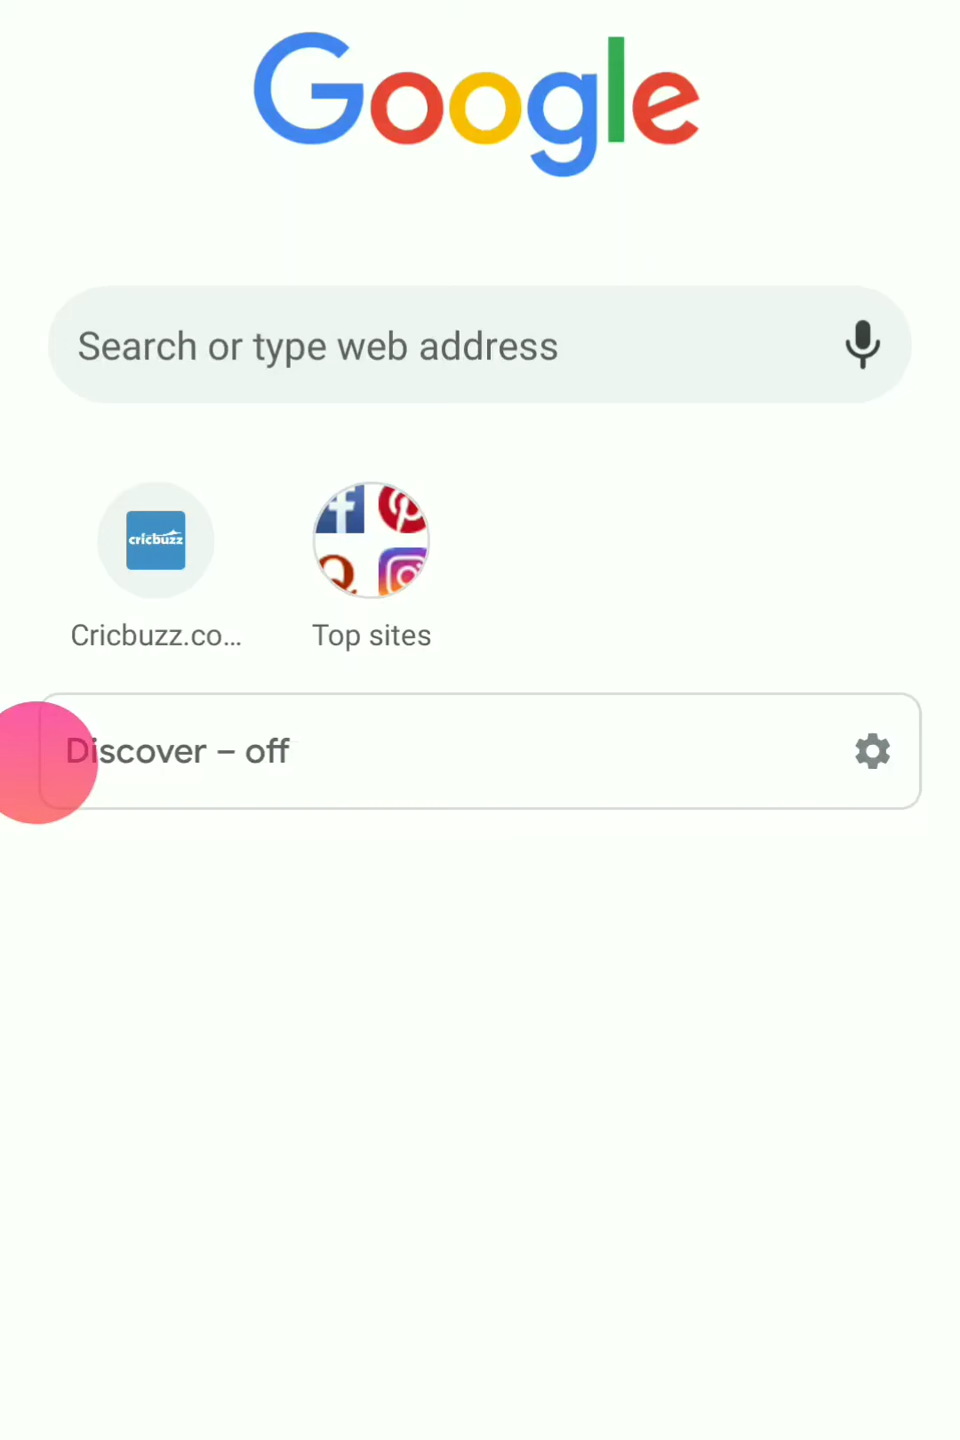 Google
Search or type web address
cricbuzz
Cricbuzz.co...
Top sites
Discover – off